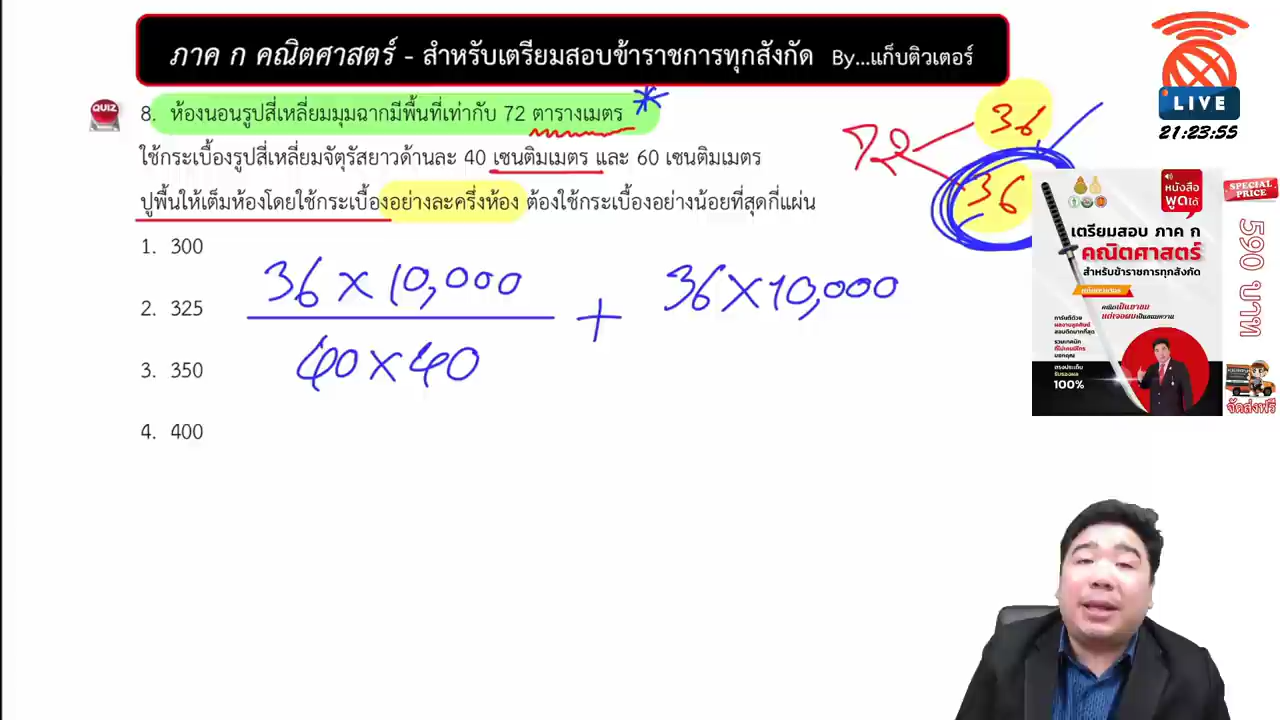 ภาค ก คณิตศาสตร์ - สำหรับเตรียมสอบข้าราชการทุกสังกัด By...แก็บติวเตอร์
LIVE
21:23:55
QUIZ
8. ห้องนอนรูปสี่เหลี่ยมมุมฉากมีพื้นที่เท่ากับ 72 ตารางเมตร
ใช้กระเบื้องรูปสี่เหลี่ยมจัตุรัสยาวด้านละ 40 เซนติมเมตร และ 60 เซนติมเมตร
ปูพื้นให้เต็มห้องโดยใช้กระเบื้องอย่างละครึ่งห้อง ต้องใช้กระเบื้องอย่างน้อยที่สุดกี่แผ่น
72
36
36
1. 300
2. 325
3. 350
4. 400
36 × 10,000 + 36 × 10,000
40 × 40
หนังสือ
พูดได้
เตรียมสอบ ภาค ก
คณิตศาสตร์
สำหรับข้าราชการทุกสังกัด
รวมเทคนิค
100%
SPECIAL
PRICE
590 บาท
จัดส่งฟรี